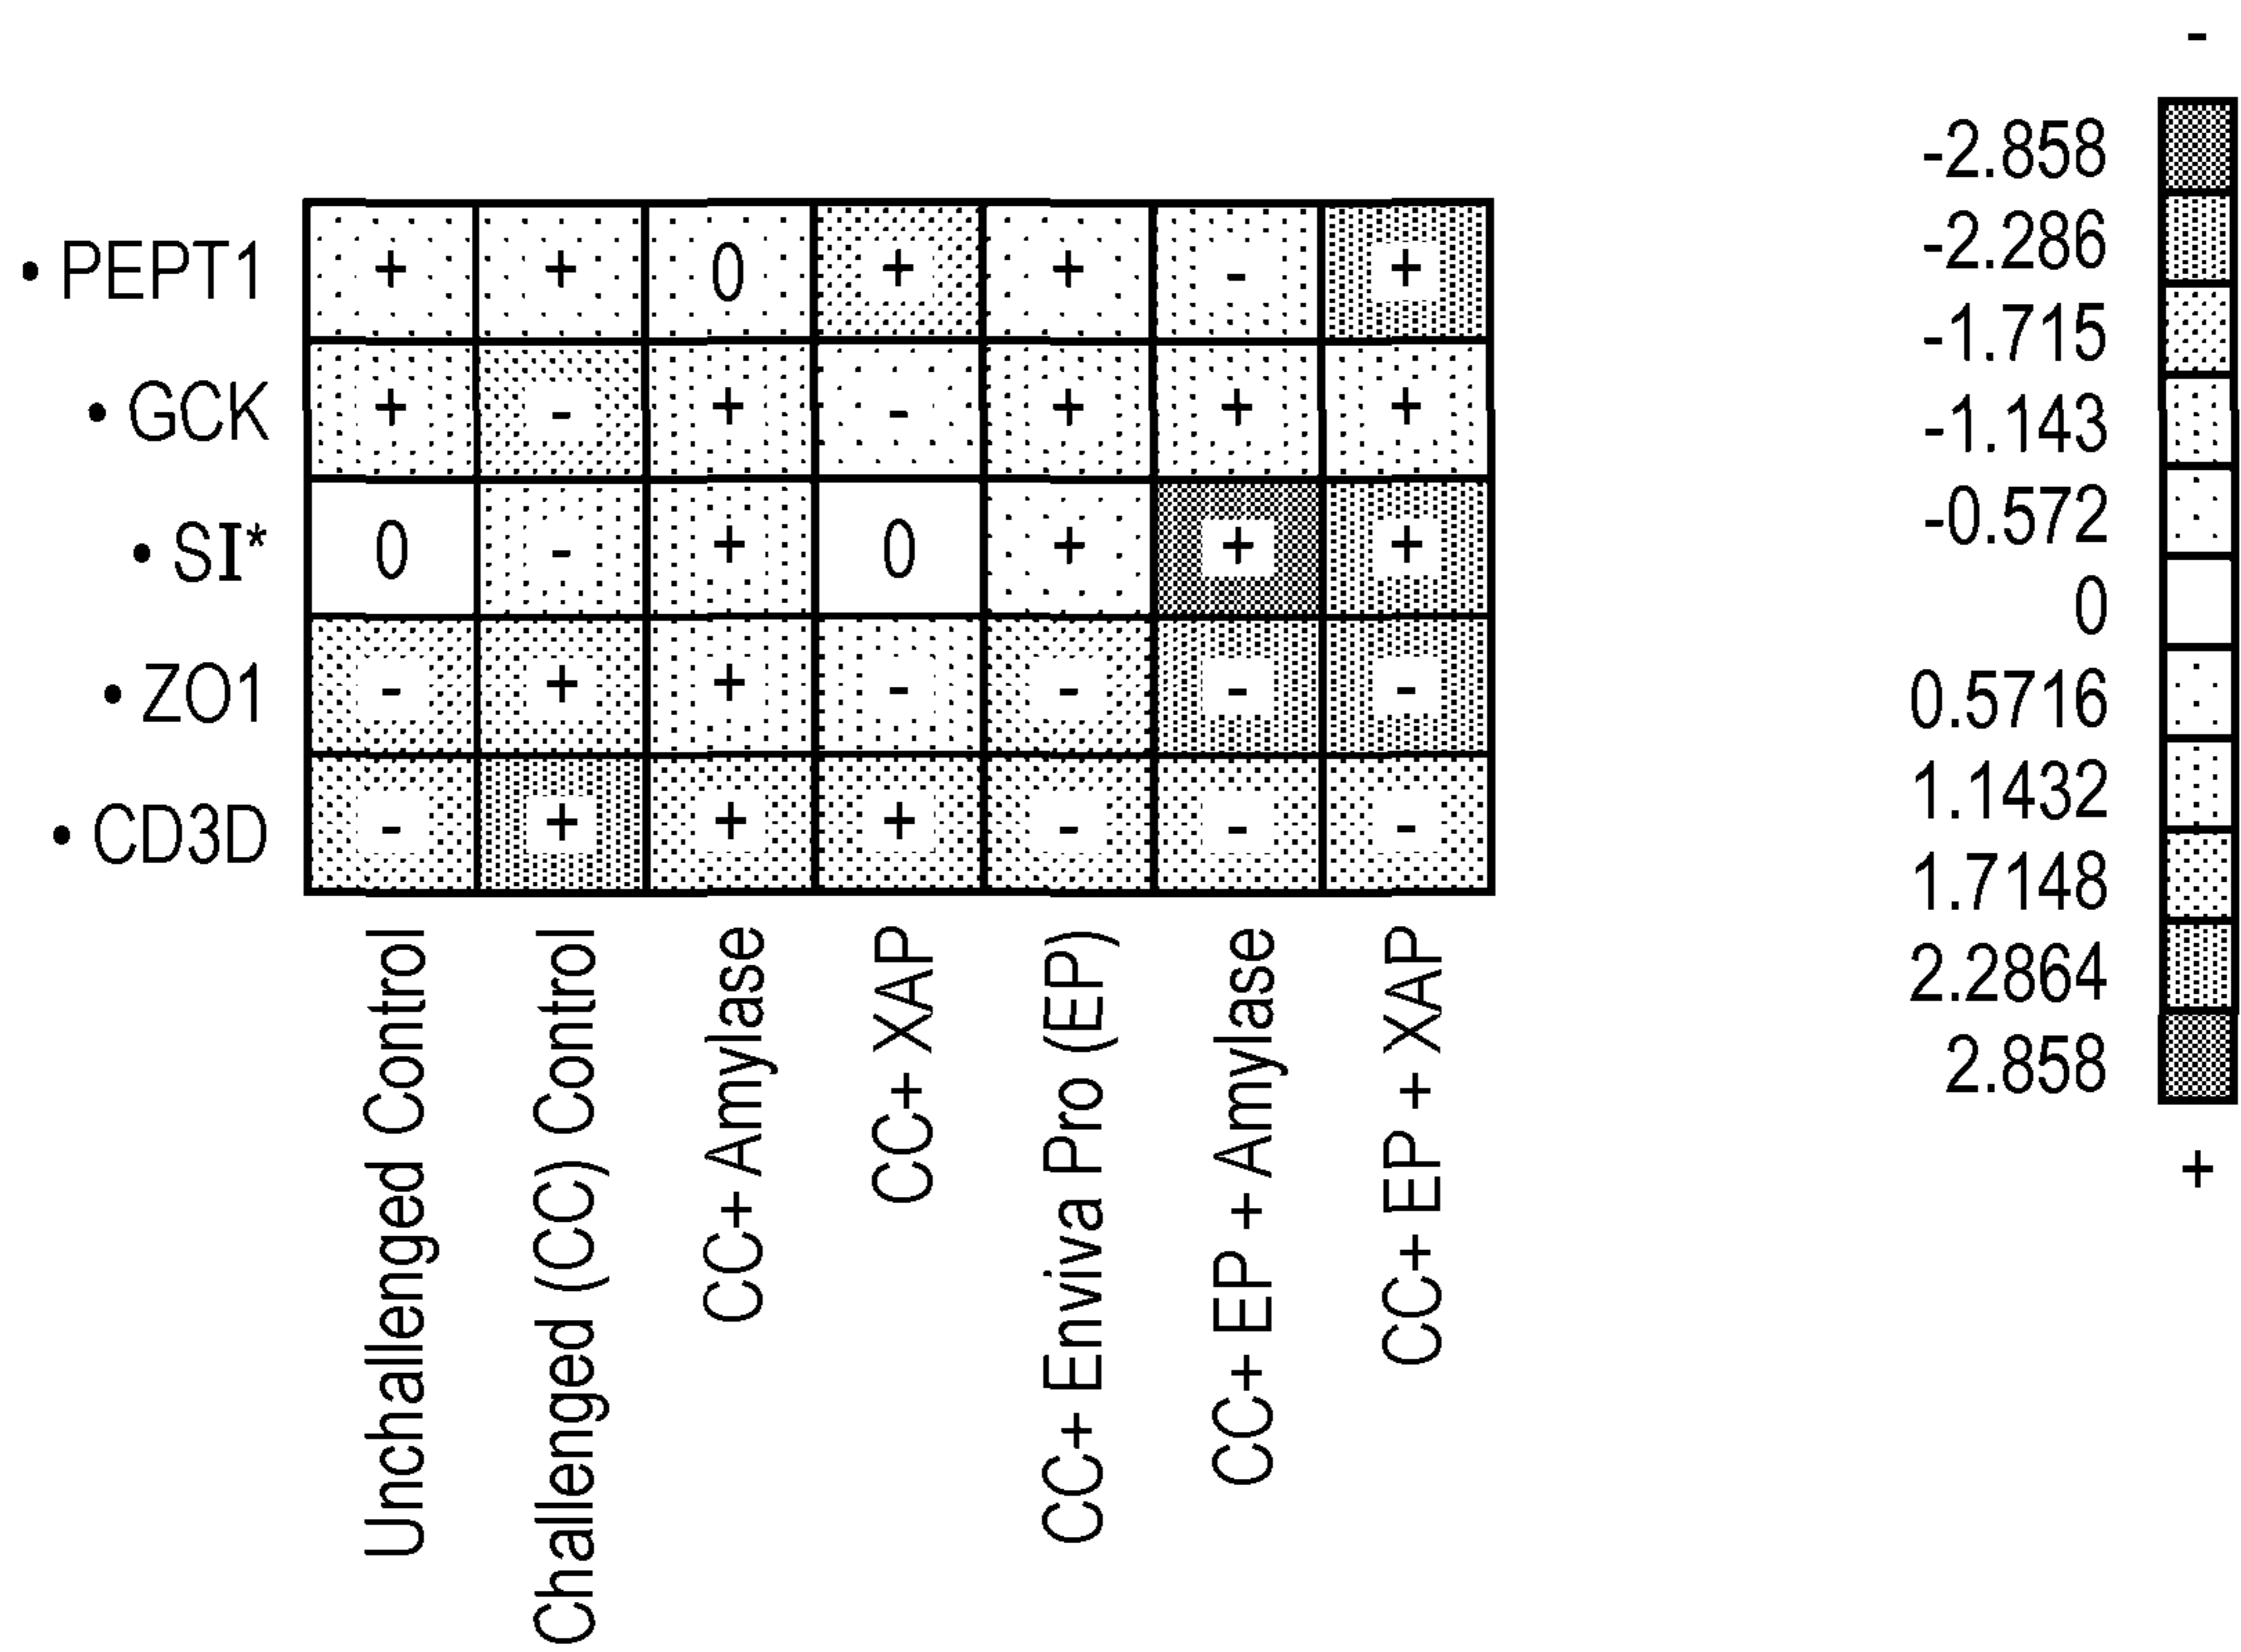 -
-2.858
-2.286
-1.715
-1.143
-0.572
0
0.5716
1.1432
1.7148
2.2864
2.858
+
• PEPT1 + + 0 + + - +
• GCK + - + - + + +
• SI* 0 - + 0 + + +
• ZO1 - + + - - - -
• CD3D - + + + - - -
Unchallenged Control
Challenged (CC) Control
CC+ Amylase
CC+ XAP
CC+ Enviva Pro (EP)
CC+ EP + Amylase
CC+ EP + XAP